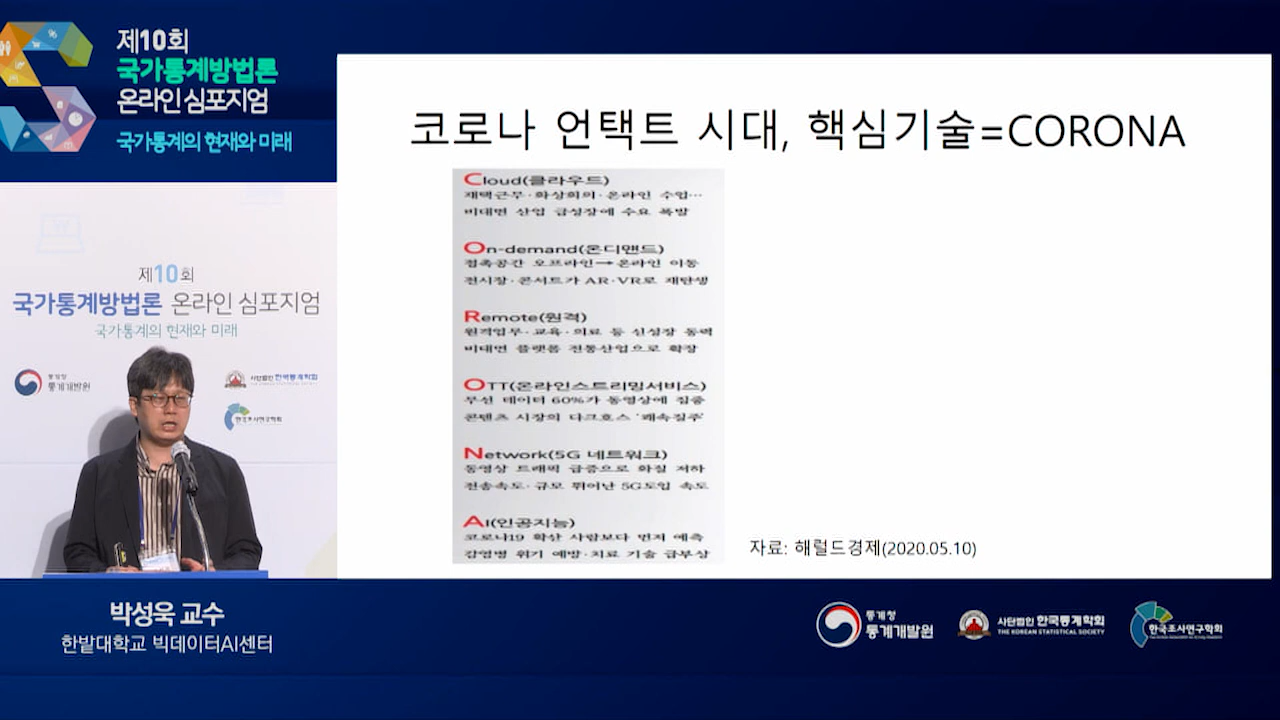 제10회
국가통계방법론
온라인 심포지엄
국가통계의 현재와 미래
제10회
국가통계방법론 온라인 심포지엄
국가통계의 현재와 미래
통계청
통계개발원
사단법인 한국통계학회
THE KOREAN STATISTICAL SOCIETY
한국조사연구학회
코로나 언택트 시대, 핵심기술=CORONA
Cloud(클라우드)
재택근무·화상회의·온라인 수업…
비대면 산업 급성장에 수요 폭발
On-demand(온디맨드)
접촉공간 오프라인→온라인 이동
전시장·콘서트가 AR·VR로 재탄생
Remote(원격)
원격업무·교육·의료 등 신성장 동력
비대면 플랫폼 전통산업으로 확장
OTT(온라인스트리밍서비스)
무선 데이터 60%가 동영상에 집중
콘텐츠 시장의 다크호스 '쾌속질주'
Network(5G 네트워크)
동영상 트래픽 급증으로 화질 저하
전송속도·규모 뛰어난 5G도입 속도
AI(인공지능)
코로나19 확산 사람보다 먼저 예측
감염병 위기 예방·치료 기술 급부상
자료: 해럴드경제(2020.05.10)
박성욱 교수
한밭대학교 빅데이터AI센터
통계청
통계개발원
사단법인 한국통계학회
THE KOREAN STATISTICAL SOCIETY
한국조사연구학회